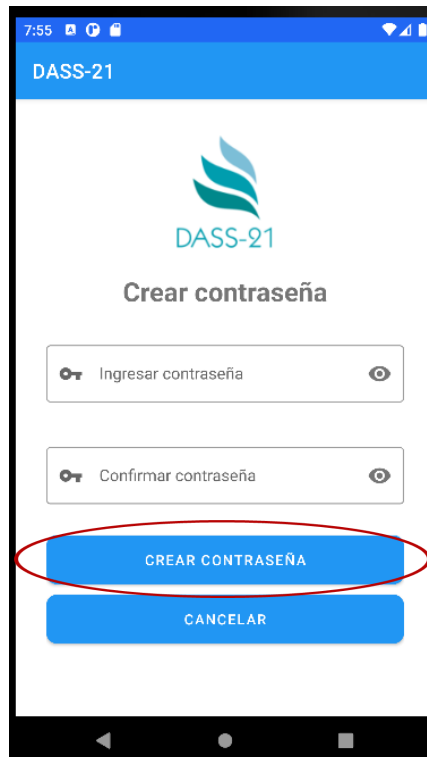 7:55
DASS-21
DASS-21
Crear contraseña
Ingresar contraseña
Confirmar contraseña
CREAR CONTRASEÑA
CANCELAR